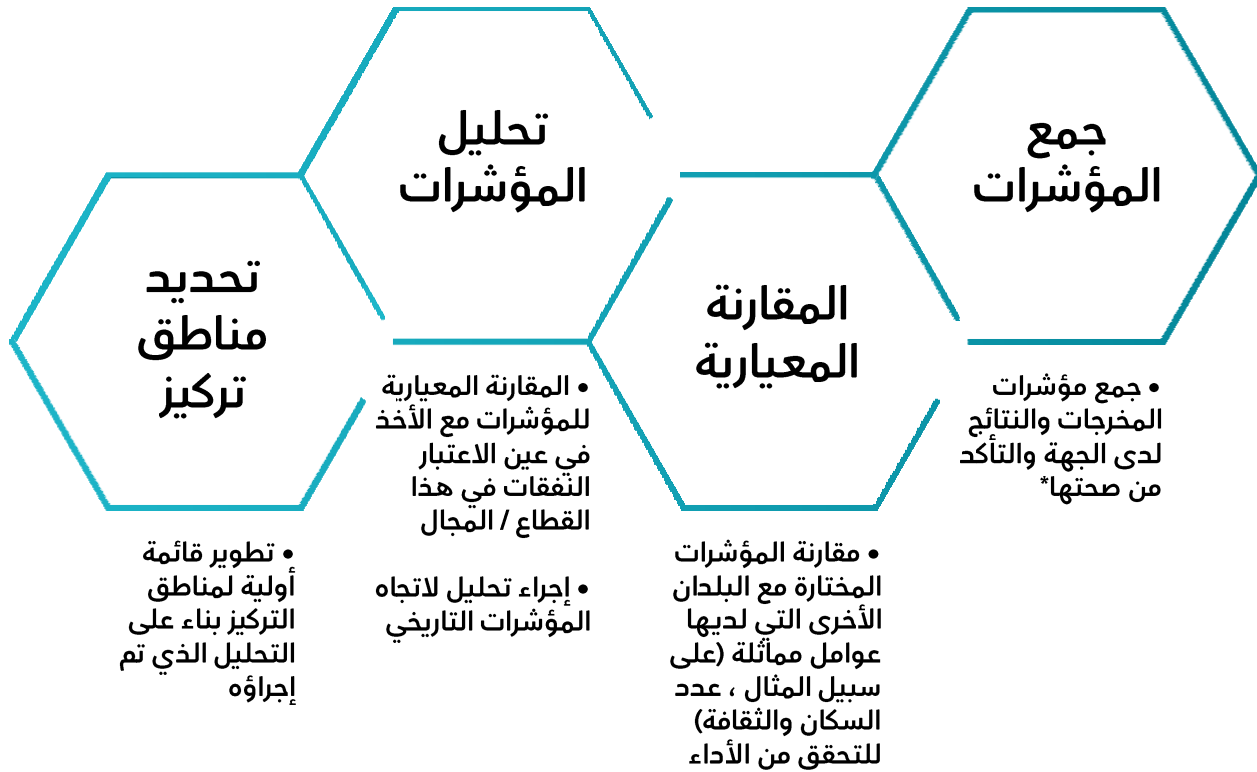 جمع
المؤشرات
• جمع مؤشرات
المخرجات والنتائج
لدى الجهة والتأكد
من صحتها*
المقارنة
المعيارية
• مقارنة المؤشرات
المختارة مع البلدان
الأخرى التي لديها
عوامل مماثلة (على
سبيل المثال ، عدد
السكان والثقافة)
للتحقق من الأداء
تحليل
المؤشرات
• المقارنة المعيارية
للمؤشرات مع الأخذ
في عين الاعتبار
النفقات في هذا
القطاع / المجال
• إجراء تحليل لاتجاه
المؤشرات التاريخي
تحديد
مناطق
تركيز
• تطوير قائمة
أولية لمناطق
التركيز بناء على
التحليل الذي تم
إجراؤه